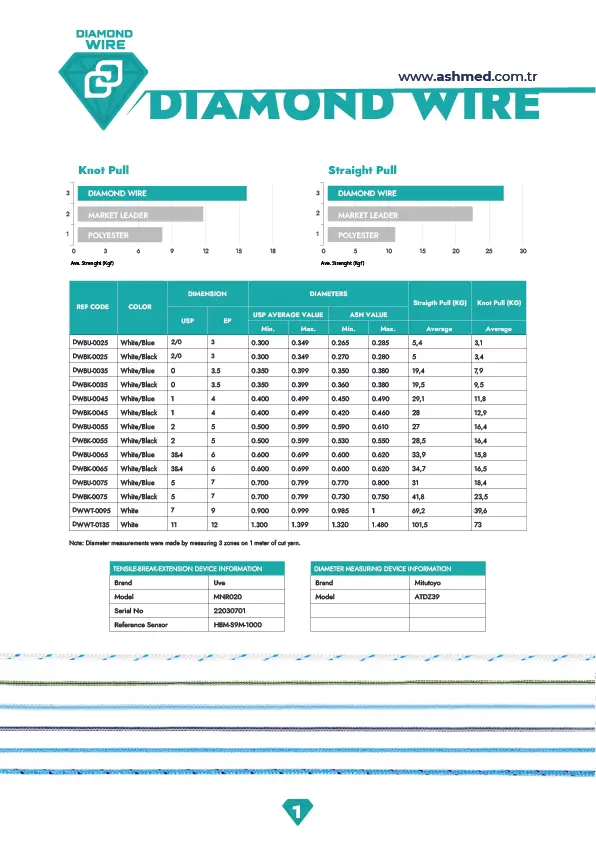 DIAMOND
WIRE
www.ashmed.com.tr
DIAMOND WIRE
Knot Pull
3 DIAMOND WIRE
2 MARKET LEADER
1 POLYESTER
0 3 6 9 12 15 18
Ave. Strenght (Kgf)
Straight Pull
3 DIAMOND WIRE
2 MARKET LEADER
1 POLYESTER
0 5 10 15 20 25 30
Ave. Strenght (Kgf)
REF CODE COLOR DIMENSION DIAMETERS Straigth Pull (KG) Knot Pull (KG)
USP EP USP AVERAGE VALUE ASH VALUE
Min. Max. Min. Max. Average Average
DWBU-0025 White/Blue 2/0 3 0.300 0.349 0.265 0.285 5,4 3,1
DWBK-0025 White/Black 2/0 3 0.300 0.349 0.270 0.280 5 3,4
DWBU-0035 White/Blue 0 3.5 0.350 0.399 0.350 0.380 19,4 7,9
DWBK-0035 White/Black 0 3.5 0.350 0.399 0.360 0.380 19,5 9,5
DWBU-0045 White/Blue 1 4 0.400 0.499 0.450 0.490 29,1 11,8
DWBK-0045 White/Black 1 4 0.400 0.499 0.420 0.460 28 12,9
DWBU-0055 White/Blue 2 5 0.500 0.599 0.590 0.610 27 16,4
DWBK-0055 White/Black 2 5 0.500 0.599 0.530 0.550 28,5 16,4
DWBU-0065 White/Blue 3&4 6 0.600 0.699 0.600 0.620 33,9 15,8
DWBK-0065 White/Black 3&4 6 0.600 0.699 0.600 0.620 34,7 16,5
DWBU-0075 White/Blue 5 7 0.700 0.799 0.770 0.800 31 18,4
DWBK-0075 White/Black 5 7 0.700 0.799 0.730 0.750 41,8 23,5
DWWT-0095 White 7 9 0.900 0.999 0.985 1 69,2 39,6
DWWT-0135 White 11 12 1.300 1.399 1.320 1.480 101,5 73
Note: Diameter measurements were made by measuring 3 zones on 1 meter of cut yarn.
TENSILE-BREAK-EXTENSION DEVICE INFORMATION
Brand Uve
Model MNR020
Serial No 22030701
Reference Sensor HBM-S9M-1000
DIAMETER MEASURING DEVICE INFORMATION
Brand Mitutoyo
Model ATDZ39
1